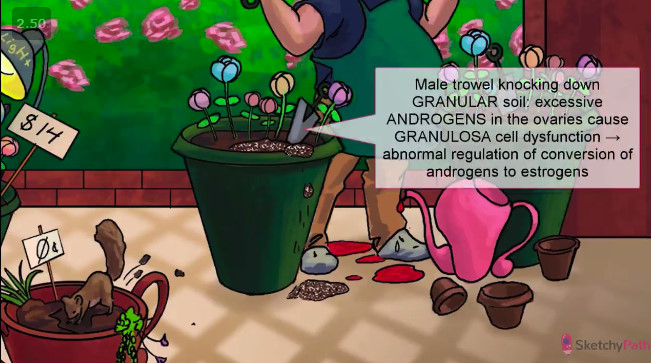 2.50
Light
$14
Male trowel knocking down
GRANULAR soil: excessive
ANDROGENS in the ovaries cause
GRANULOSA cell dysfunction →
abnormal regulation of conversion of
androgens to estrogens
SketchyPath